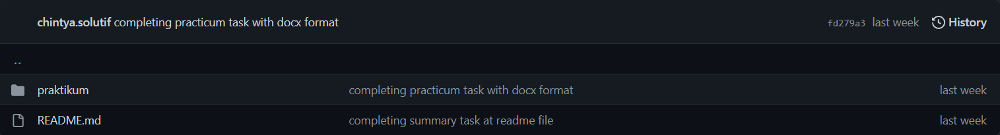 chintya.solutif completing practicum task with docx format fd279a3 last week History
..
praktikum completing practicum task with docx format last week
README.md completing summary task at readme file last week